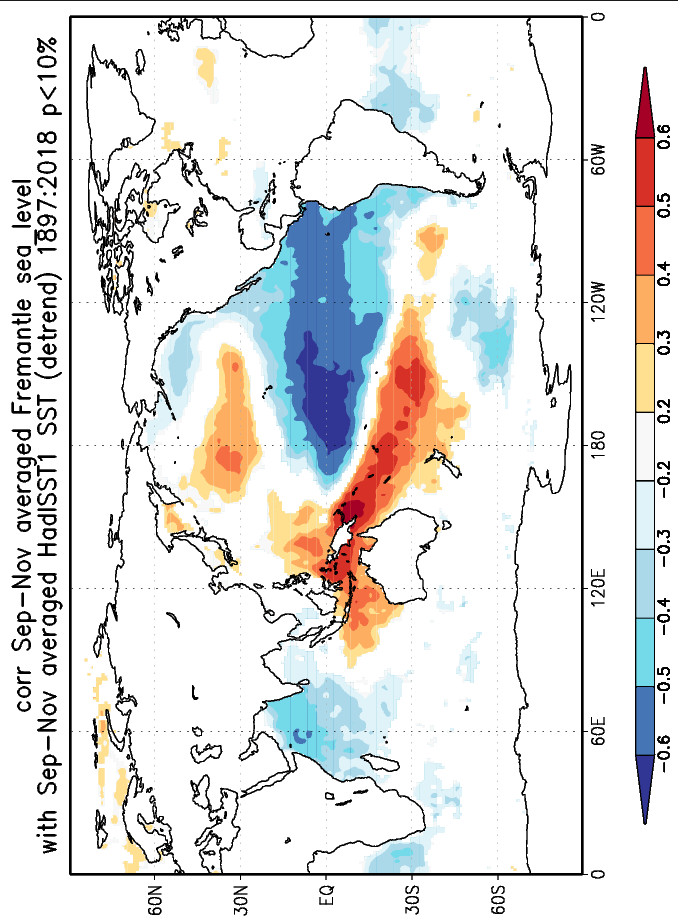 corr Sep-Nov averaged Fremantle sea level
with Sep-Nov averaged HadISST1 SST (detrend) 1897:2018 p<10%
60N
30N
EQ
30S
60S
0
60E
120E
180
120W
60W
0
-0.6
-0.5
-0.4
-0.3
-0.2
0.2
0.3
0.4
0.5
0.6